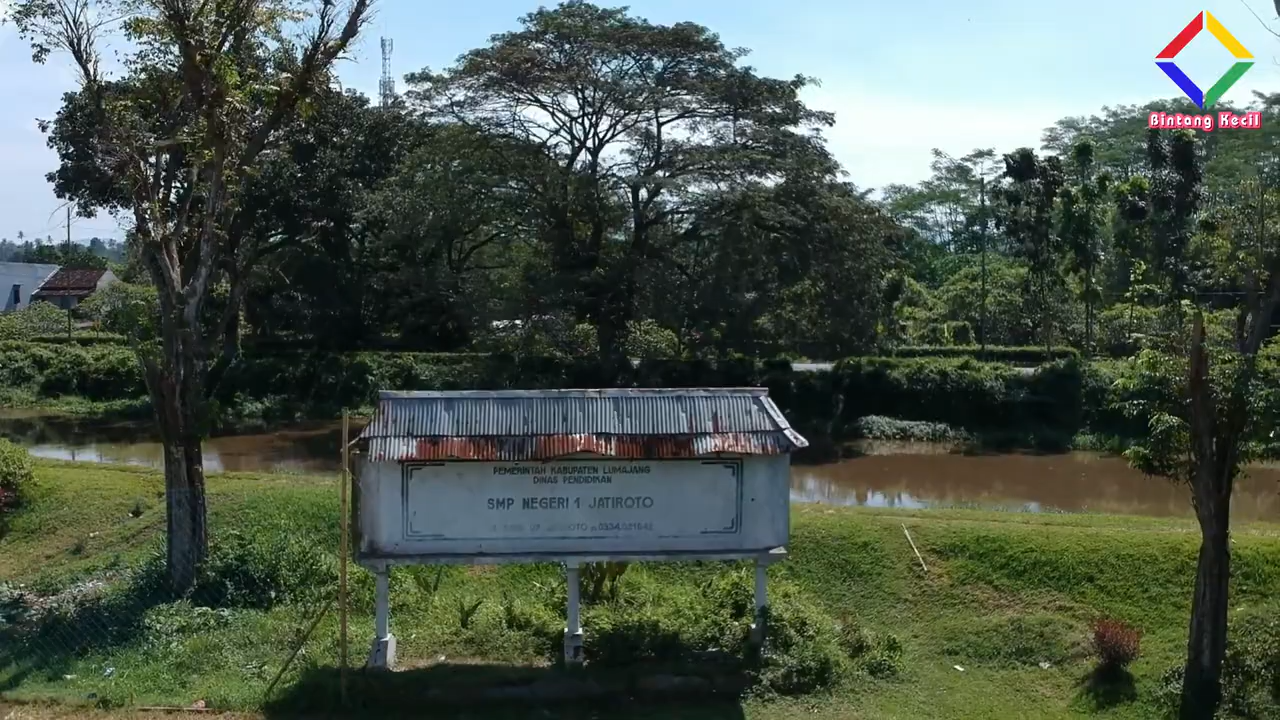 Bintang Kecil
PEMERINTAH KABUPATEN LUMAJANG
DINAS PENDIDIKAN
SMP NEGERI 1 JATIROTO